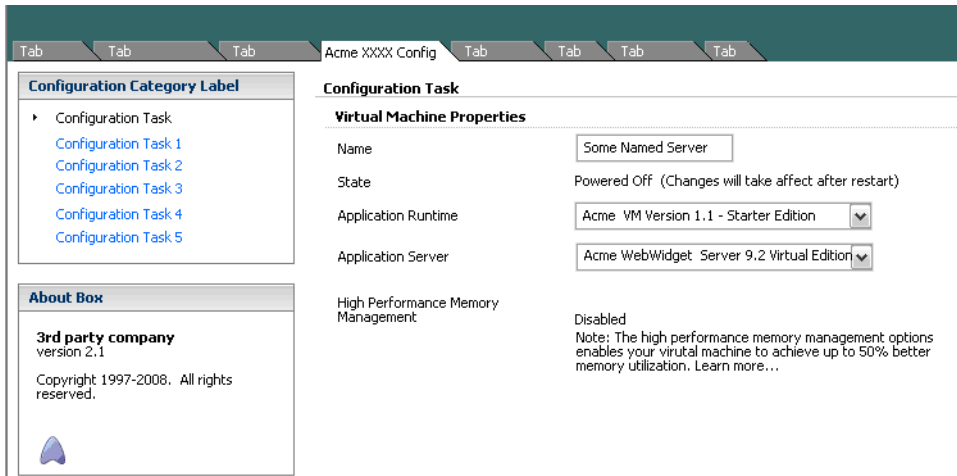 Tab Tab Tab Acme XXXX Config Tab Tab Tab Tab
Configuration Category Label
Configuration Task
Configuration Task 1
Configuration Task 2
Configuration Task 3
Configuration Task 4
Configuration Task 5
About Box
3rd party company
version 2.1
Copyright 1997-2008. All rights
reserved.
Configuration Task
Virtual Machine Properties
Name Some Named Server
State Powered Off (Changes will take affect after restart)
Application Runtime Acme VM Version 1.1 - Starter Edition
Application Server Acme WebWidget Server 9.2 Virtual Edition
High Performance Memory
Management
Disabled
Note: The high performance memory management options
enables your virutal machine to achieve up to 50% better
memory utilization. Learn more...